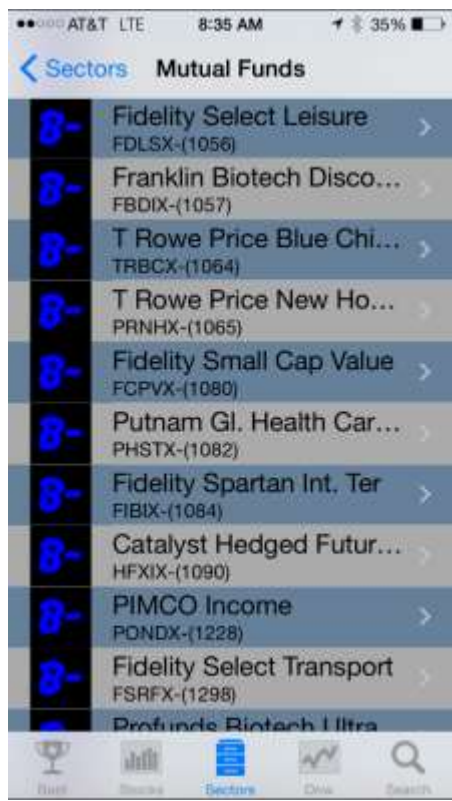 AT&T LTE 8:35 AM 35%
Sectors Mutual Funds
8- Fidelity Select Leisure
FDLSX-(1056)
8- Franklin Biotech Disco...
FBDIX-(1057)
8- T Rowe Price Blue Chi...
TRBCX-(1064)
8- T Rowe Price New Ho...
PRNHX-(1065)
8- Fidelity Small Cap Value
FCPVX-(1080)
8- Putnam Gl. Health Car...
PHSTX-(1082)
8- Fidelity Spartan Int. Ter
FIBIX-(1084)
8- Catalyst Hedged Futur...
HFXIX-(1090)
8- PIMCO Income
PONDX-(1228)
8- Fidelity Select Transport
FSRFX-(1298)
Profunds Biotech Ultra
Stocks Sectors Search